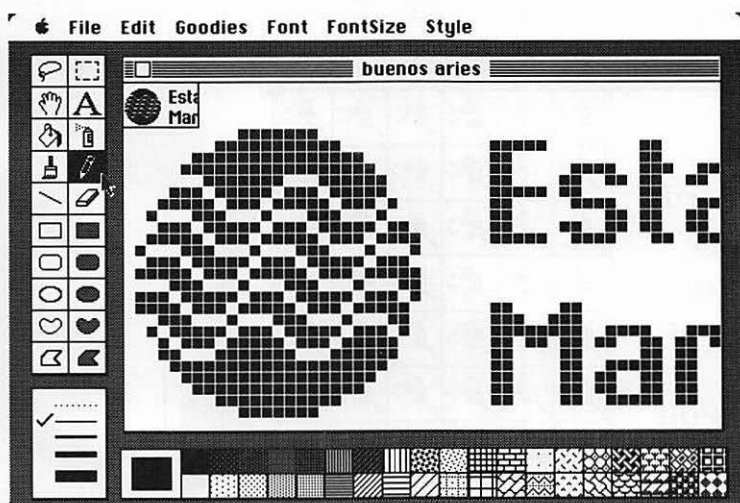 File Edit Goodies Font FontSize Style
buenos aries
Esta
Mar
A
Esta
Mar